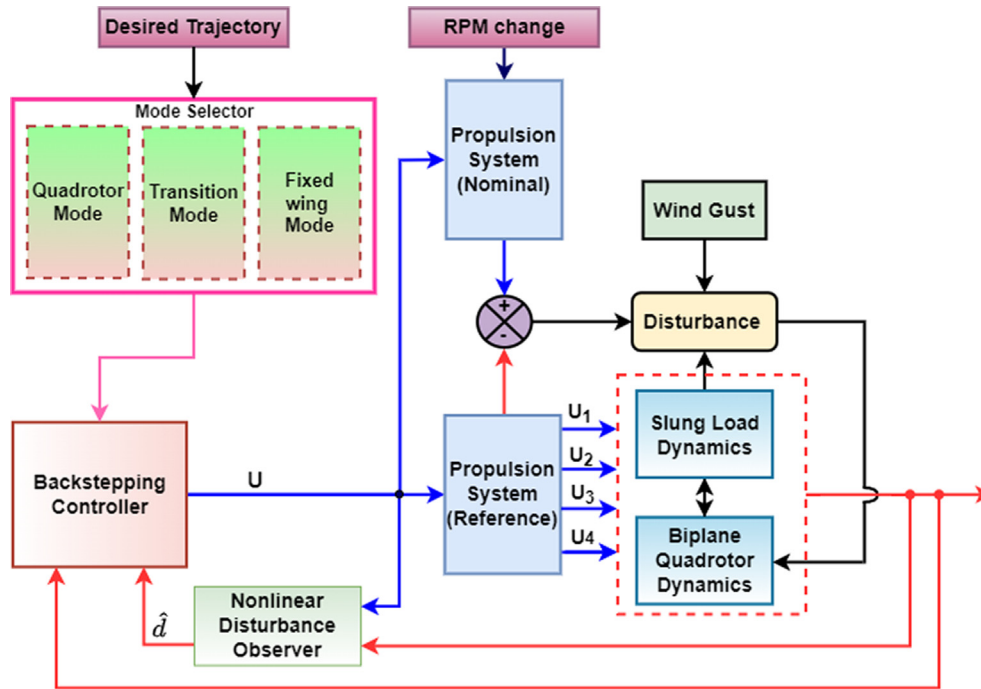 Desired Trajectory
RPM change
Mode Selector
Quadrotor
Mode
Transition
Mode
Fixed
wing
Mode
Propulsion
System
(Nominal)
Wind Gust
+
-
Disturbance
Backstepping
Controller
U
Propulsion
System
(Reference)
U1
U2
U3
U4
Slung Load
Dynamics
Biplane
Quadrotor
Dynamics
d̂
Nonlinear
Disturbance
Observer